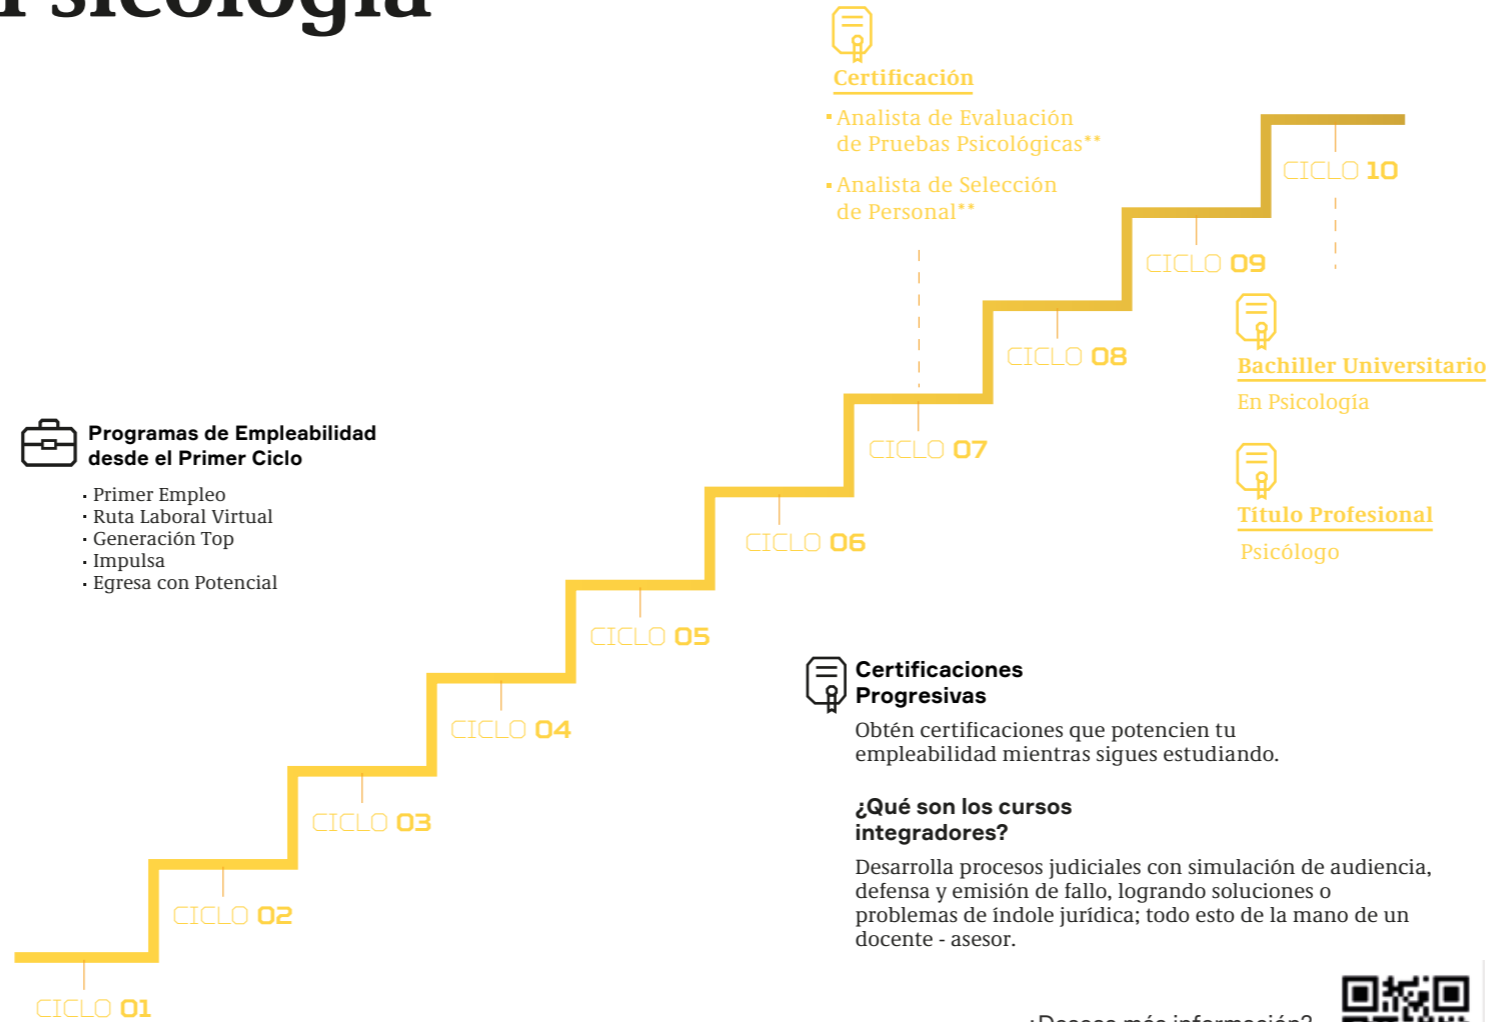 Psicología
Certificación
▪ Analista de Evaluación
de Pruebas Psicológicas**
▪ Analista de Selección
de Personal**
CICLO 10
CICLO 09
CICLO 08
Bachiller Universitario
En Psicología
CICLO 07
Título Profesional
Psicólogo
CICLO 06
Programas de Empleabilidad
desde el Primer Ciclo
· Primer Empleo
· Ruta Laboral Virtual
· Generación Top
· Impulsa
· Egresa con Potencial
CICLO 05
CICLO 04
CICLO 03
CICLO 02
CICLO 01
Certificaciones
Progresivas
Obtén certificaciones que potencien tu
empleabilidad mientras sigues estudiando.
¿Qué son los cursos
integradores?
Desarrolla procesos judiciales con simulación de audiencia,
defensa y emisión de fallo, logrando soluciones o
problemas de índole jurídica; todo esto de la mano de un
docente - asesor.
¿Deseas más información?